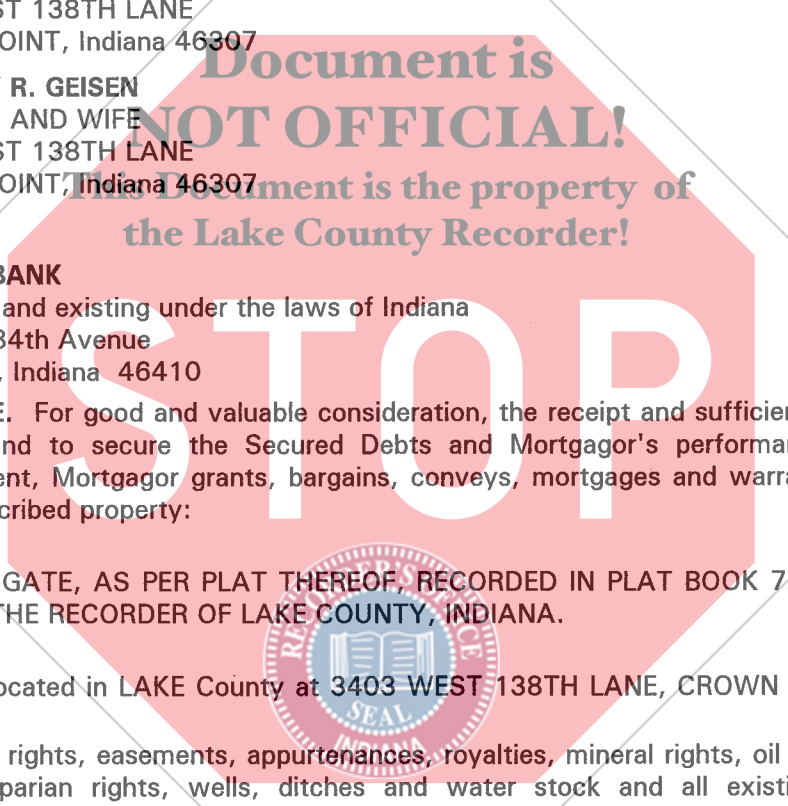 ST 138TH LANE
OINT, Indiana 46307
Document is
R. GEISEN
AND WIFE
NOT OFFICIAL!
ST 138TH LANE
OINT, Indiana 46307
This Document is the property of
the Lake County Recorder!
BANK
and existing under the laws of Indiana
84th Avenue
, Indiana 46410
STOP
E. For good and valuable consideration, the receipt and sufficien
nd to secure the Secured Debts and Mortgagor's performan
ent, Mortgagor grants, bargains, conveys, mortgages and warra
cribed property:
GATE, AS PER PLAT THEREOF, RECORDED IN PLAT BOOK 7
THE RECORDER OF LAKE COUNTY, INDIANA.
RECORDER'S OFFICE
SEAL
INDIANA
ocated in LAKE County at 3403 WEST 138TH LANE, CROWN
rights, easements, appurtenances, royalties, mineral rights, oil
parian rights, wells, ditches and water stock and all existi